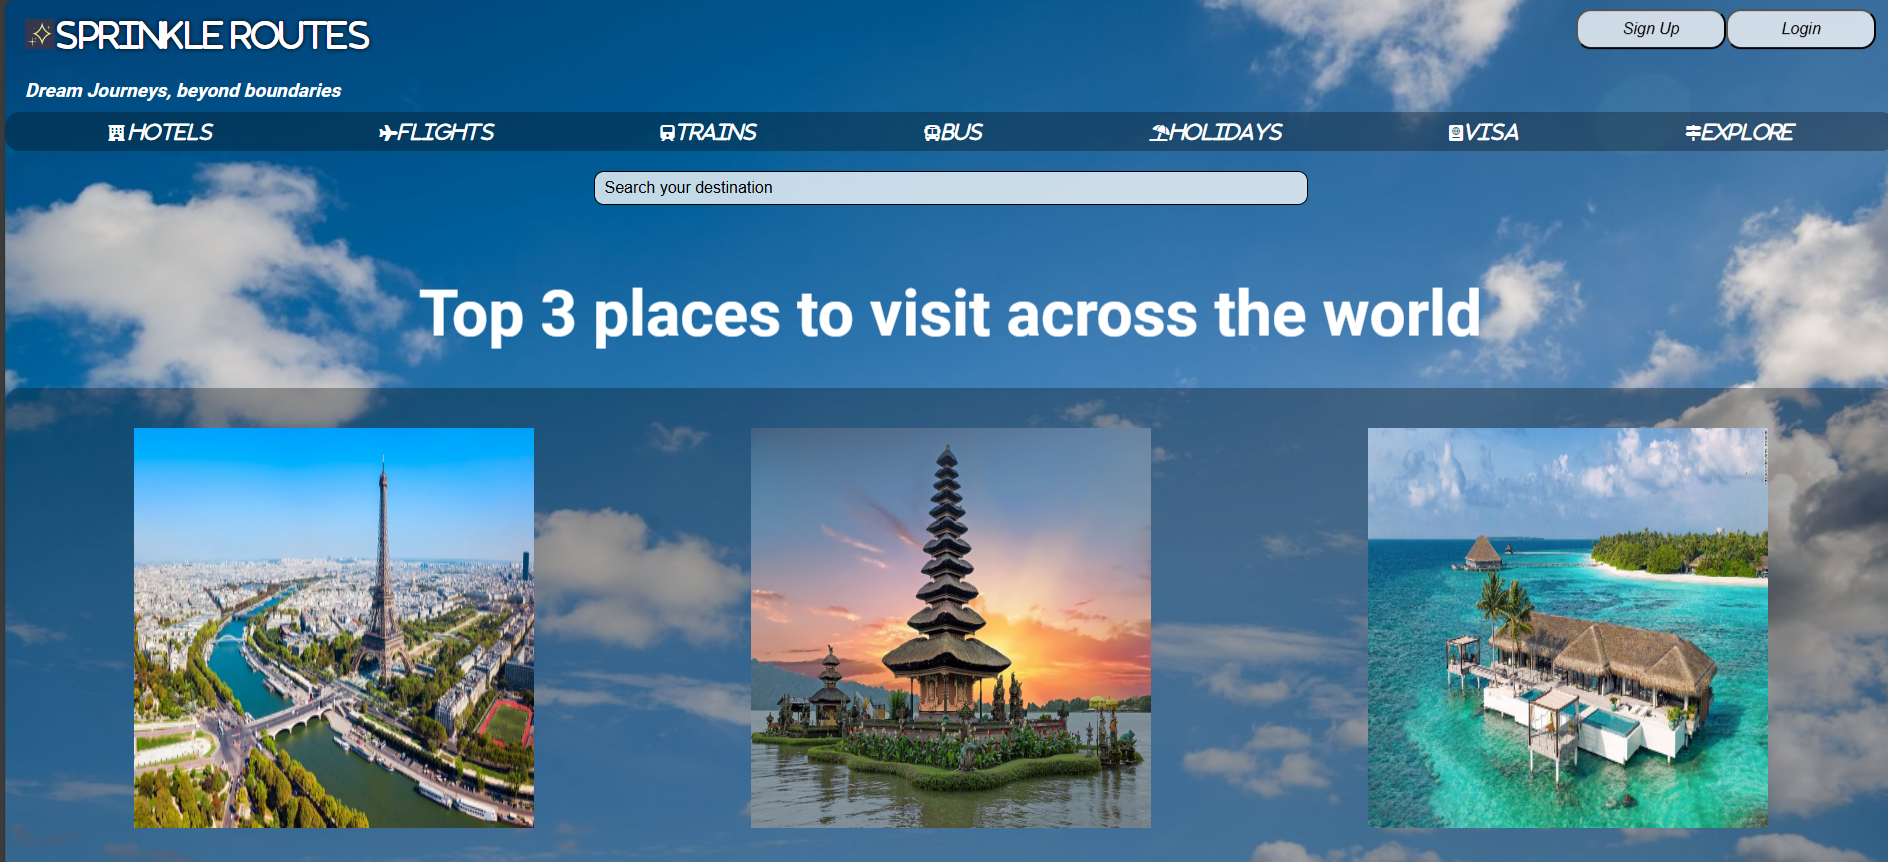 SPRINKLE ROUTES
Sign Up
Login
Dream Journeys, beyond boundaries
HOTELS
FLIGHTS
TRAINS
BUS
HOLIDAYS
VISA
EXPLORE
Search your destination
Top 3 places to visit across the world